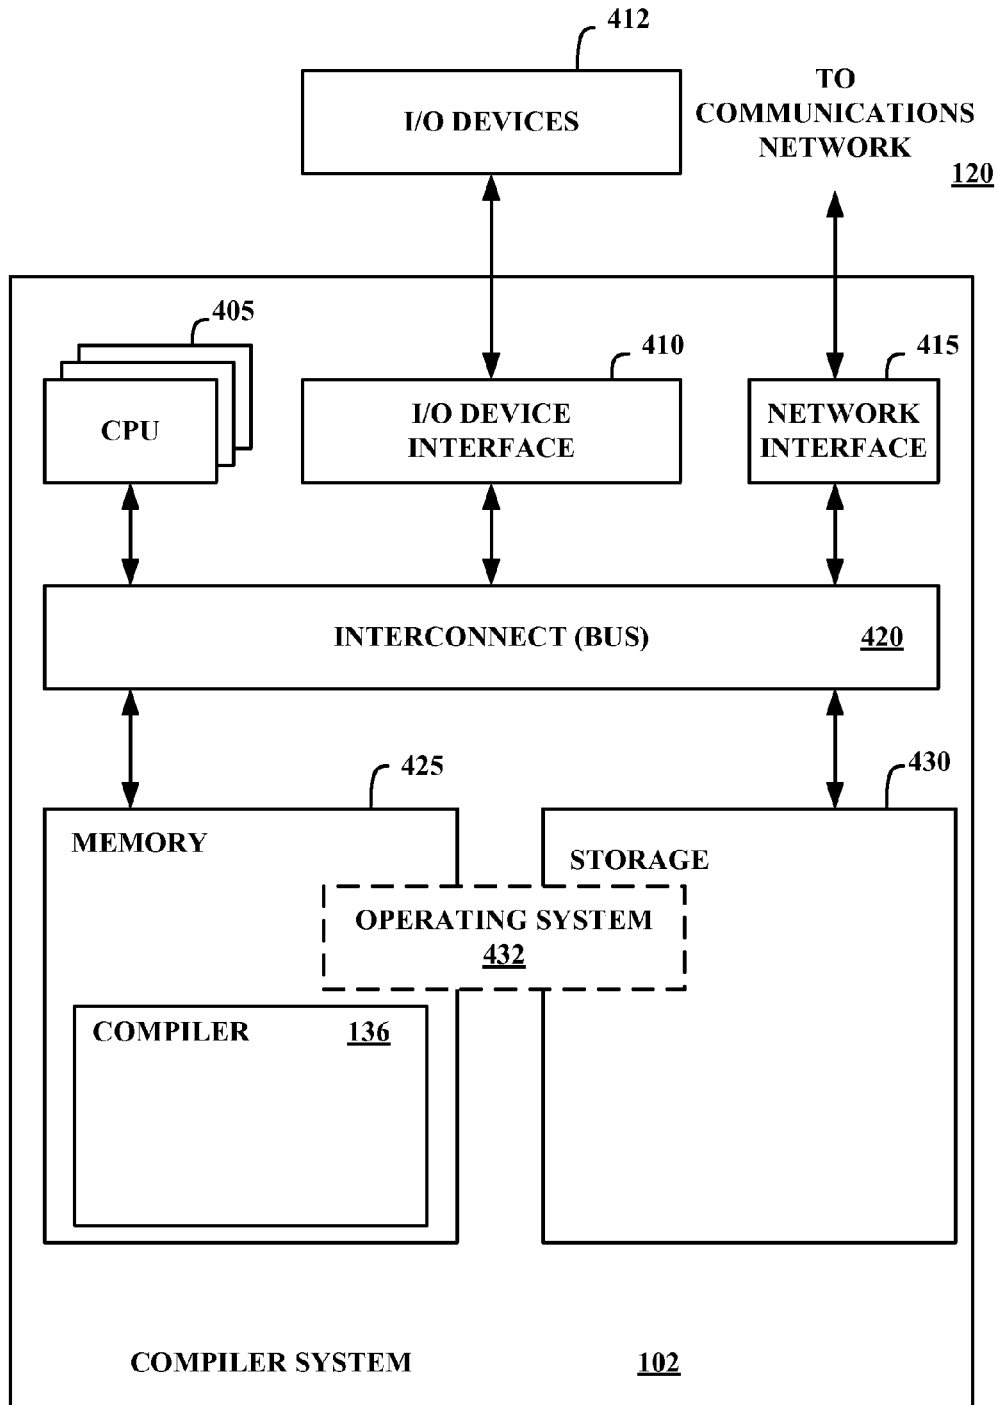 412
I/O DEVICES
TO
COMMUNICATIONS
NETWORK
120
405
CPU
410
I/O DEVICE
INTERFACE
415
NETWORK
INTERFACE
INTERCONNECT (BUS)
420
425
MEMORY
430
STORAGE
OPERATING SYSTEM
432
COMPILER
136
COMPILER SYSTEM
102